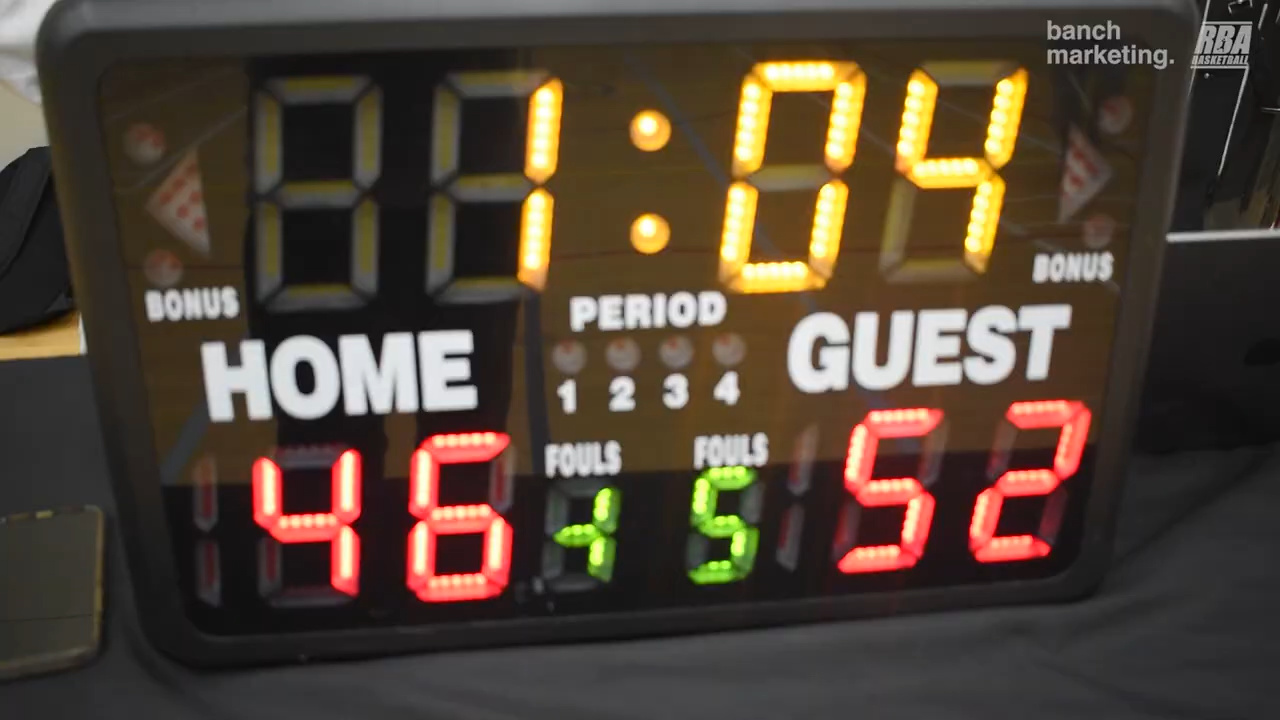 banch
marketing.
RBA
BASKETBALL
1:04
BONUS
BONUS
PERIOD
HOME
GUEST
1 2 3 4
FOULS
FOULS
46
5
52